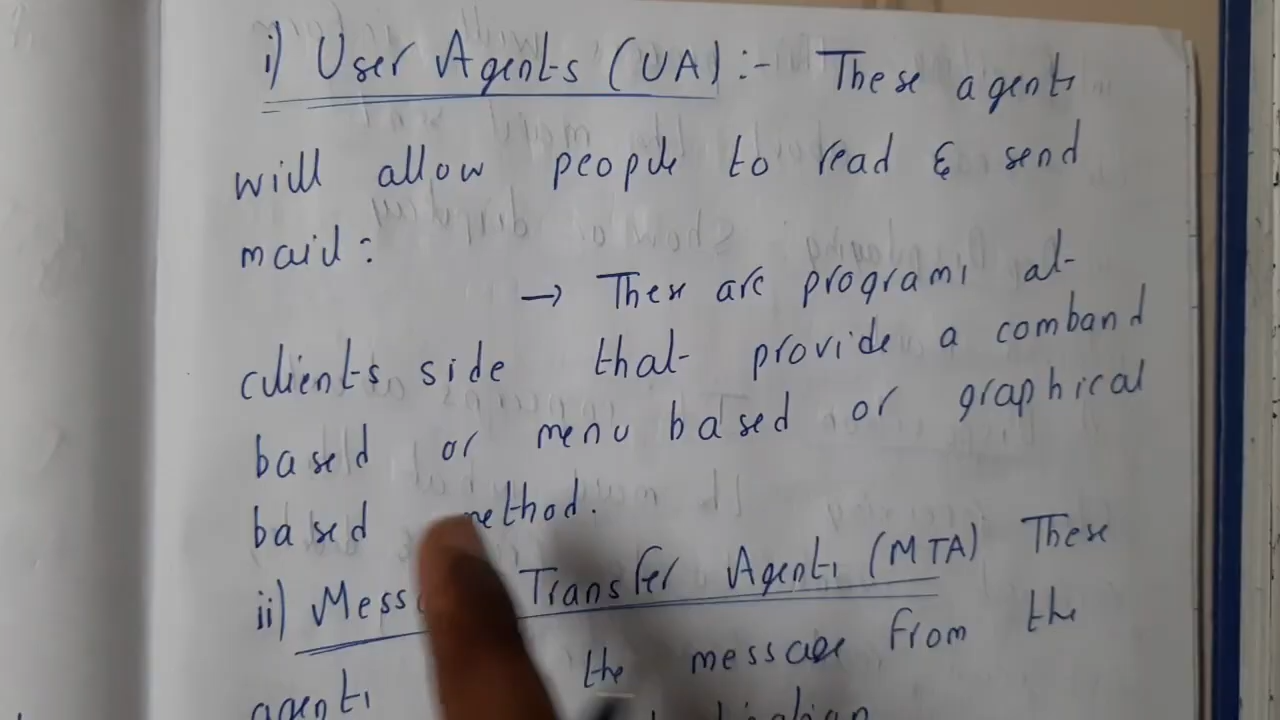 i) User Agents (UA) :- These agents
will allow people to read & send
mail:
→ These are programs at
clients side that provide a comband
based or menu based or graphical
based method.
ii) Transfer Agents (MTA) These
agents the message from the